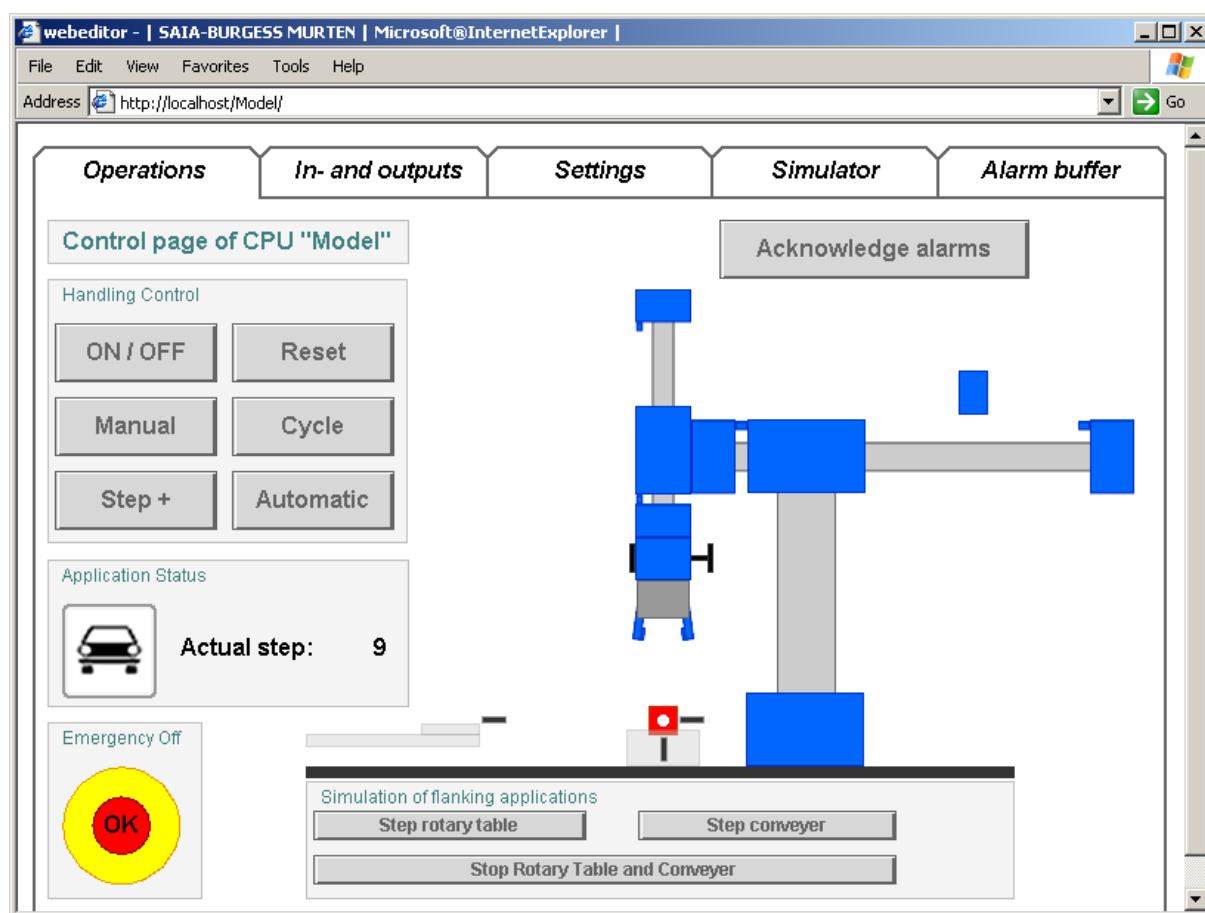 webeditor - | SAIA-BURGESS MURTEN | Microsoft®InternetExplorer |
File Edit View Favorites Tools Help
Address http://localhost/Model/ Go
Operations In- and outputs Settings Simulator Alarm buffer
Control page of CPU "Model"
Acknowledge alarms
Handling Control
ON / OFF Reset
Manual Cycle
Step + Automatic
Application Status
Actual step: 9
Emergency Off
OK
Simulation of flanking applications
Step rotary table Step conveyer
Stop Rotary Table and Conveyer